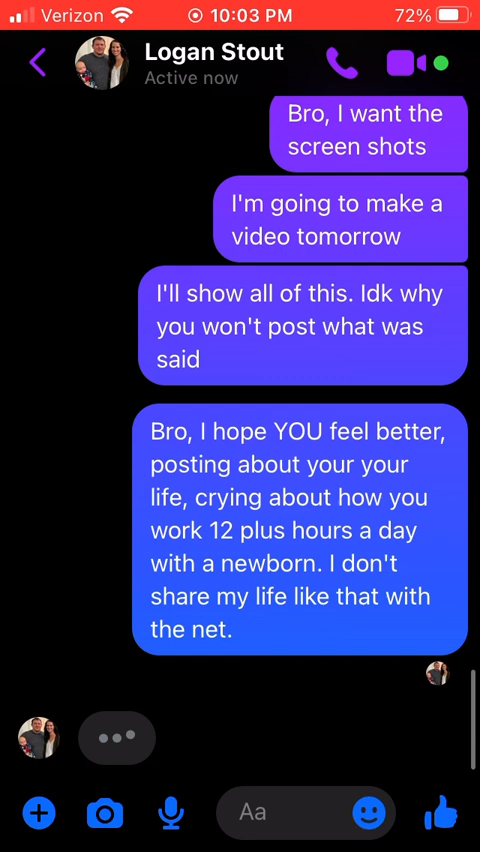 Verizon 10:03 PM 72%
Logan Stout
Active now
Bro, I want the
screen shots
I'm going to make a
video tomorrow
I'll show all of this. Idk why
you won't post what was
said
Bro, I hope YOU feel better,
posting about your your
life, crying about how you
work 12 plus hours a day
with a newborn. I don't
share my life like that with
the net.
Aa